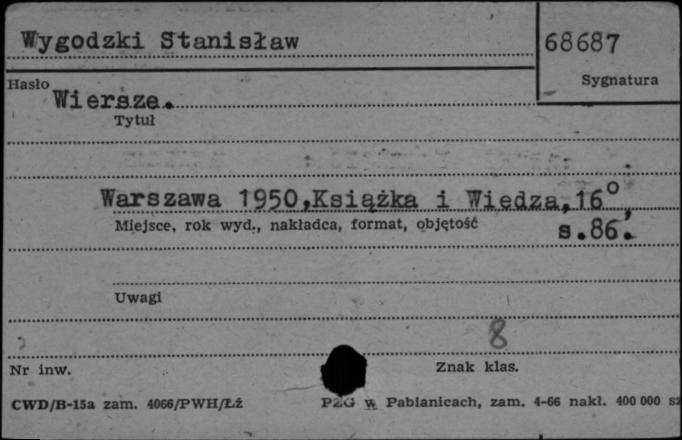 Wygodzki Stanisław
68687
Hasło
Sygnatura
Wiersze.
Tytuł
Warszawa 1950,Książka i Wiedza,16°,
Miejsce, rok wyd., nakładca, format, objętość
s.86.
Uwagi
8
Nr inw.
Znak klas.
CWD/B-15a zam. 4066/PWH/Łź
PZG w Pabianicach, zam. 4-66 nakł. 400 000 sz